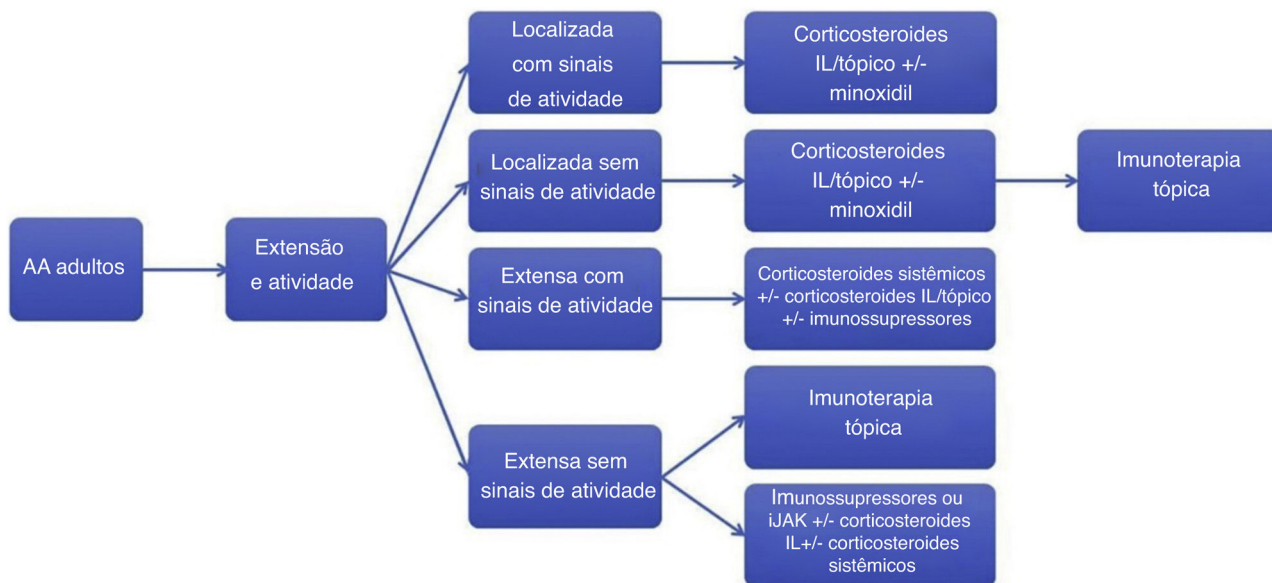 AA adultos
Extensão
e atividade
Localizada
com sinais
de atividade
Corticosteroides
IL/tópico +/-
minoxidil
Localizada sem
sinais de atividade
Corticosteroides
IL/tópico +/-
minoxidil
Imunoterapia
tópica
Extensa com
sinais de atividade
Corticosteroides sistêmicos
+/- corticosteroides IL/tópico
+/- imunossupressores
Extensa sem
sinais de atividade
Imunoterapia
tópica
Imunossupressores ou
iJAK +/- corticosteroides
IL+/- corticosteroides
sistêmicos